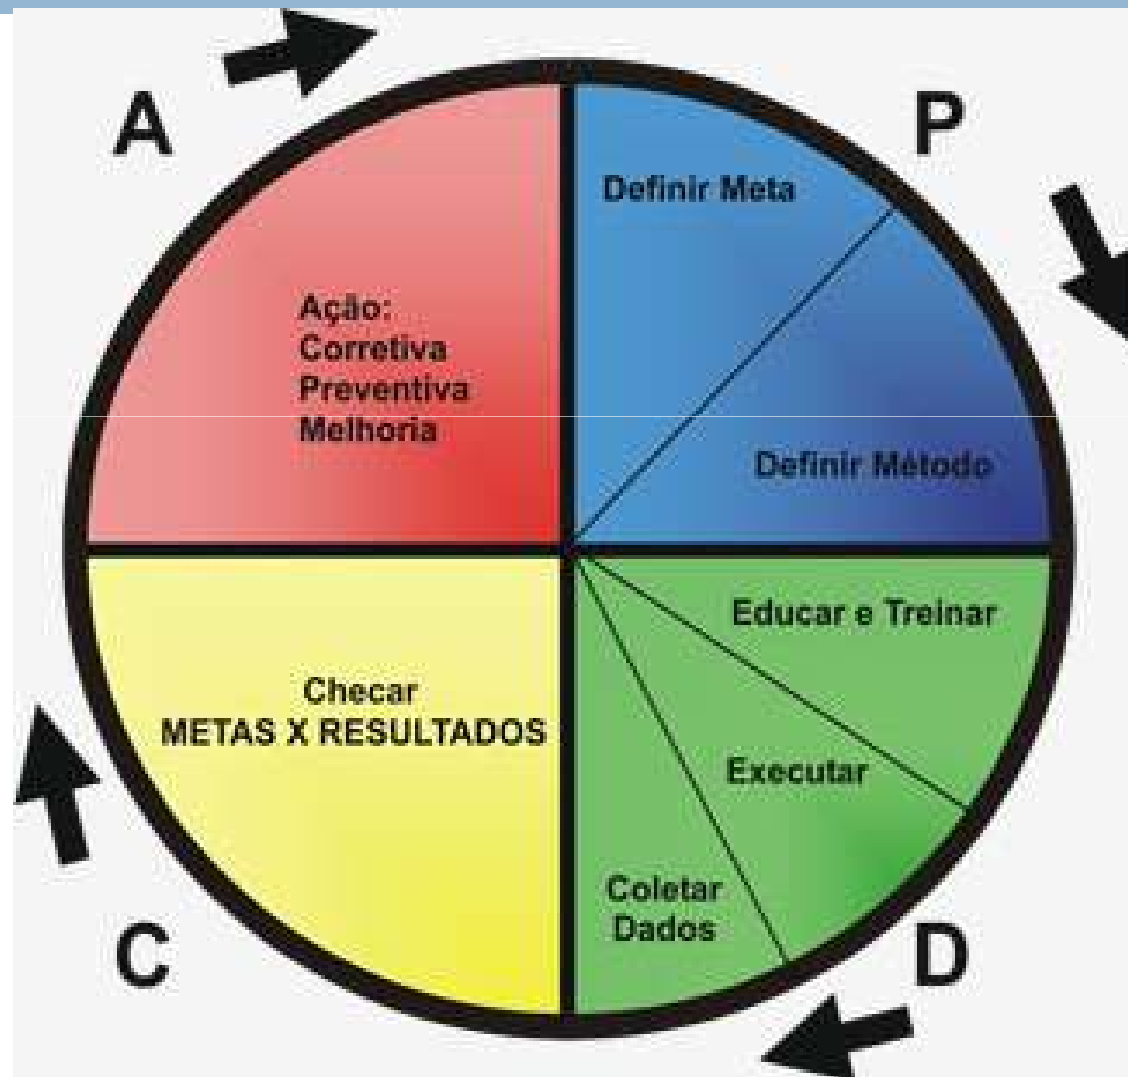 A
P
Definir Meta
Ação:
Corretiva
Preventiva
Melhoria
Definir Método
Educar e Treinar
Checar
METAS X RESULTADOS
Executar
Coletar
Dados
C
D